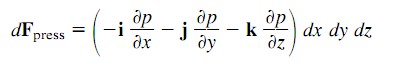 dF_press = (−i ∂p/∂x − j ∂p/∂y − k ∂p/∂z) dx dy dz